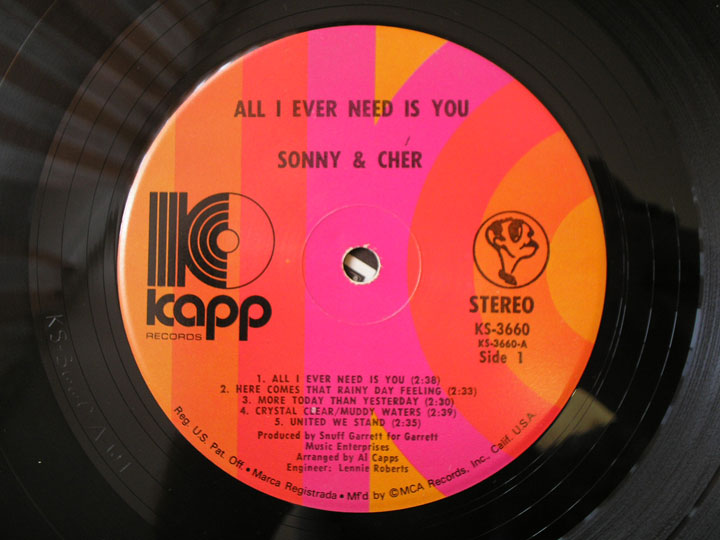 ALL I EVER NEED IS YOU
SONNY & CHÉR
Kapp
RECORDS
STEREO
KS-3660
KS-3660-A
Side 1
1. ALL I EVER NEED IS YOU (2:38)
2. HERE COMES THAT RAINY DAY FEELING (2:33)
3. MORE TODAY THAN YESTERDAY (2:30)
4. CRYSTAL CLEAR/MUDDY WATERS (2:39)
5. UNITED WE STAND (2:35)
Produced by Snuff Garrett for Garrett
Music Enterprises
Arranged by Al Capps
Engineer: Lennie Roberts
Reg. U.S. Pat. Off. • Marca Registrada • Mf'd by ©MCA Records, Inc., Calif. U.S.A.